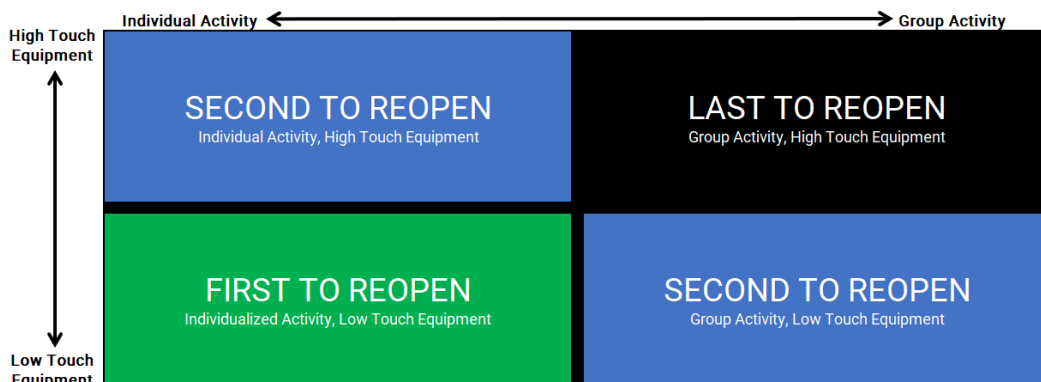 Individual Activity
Group Activity
High Touch
Equipment
SECOND TO REOPEN
Individual Activity, High Touch Equipment
LAST TO REOPEN
Group Activity, High Touch Equipment
FIRST TO REOPEN
Individualized Activity, Low Touch Equipment
SECOND TO REOPEN
Group Activity, Low Touch Equipment
Low Touch
Equipment